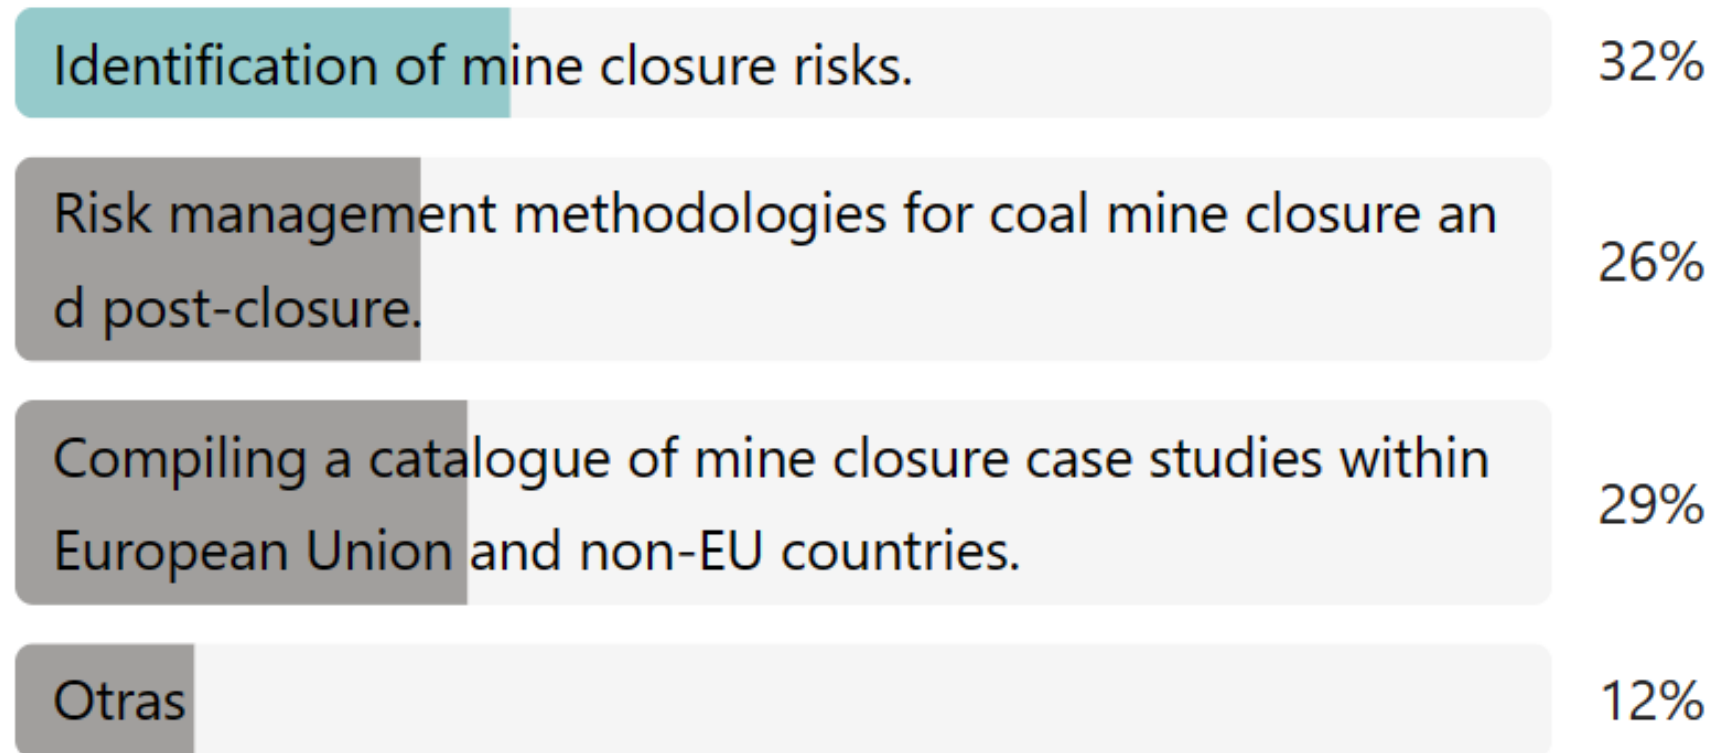 Identification of mine closure risks.
32%
Risk management methodologies for coal mine closure an
d post-closure.
26%
Compiling a catalogue of mine closure case studies within
European Union and non-EU countries.
29%
Otras
12%